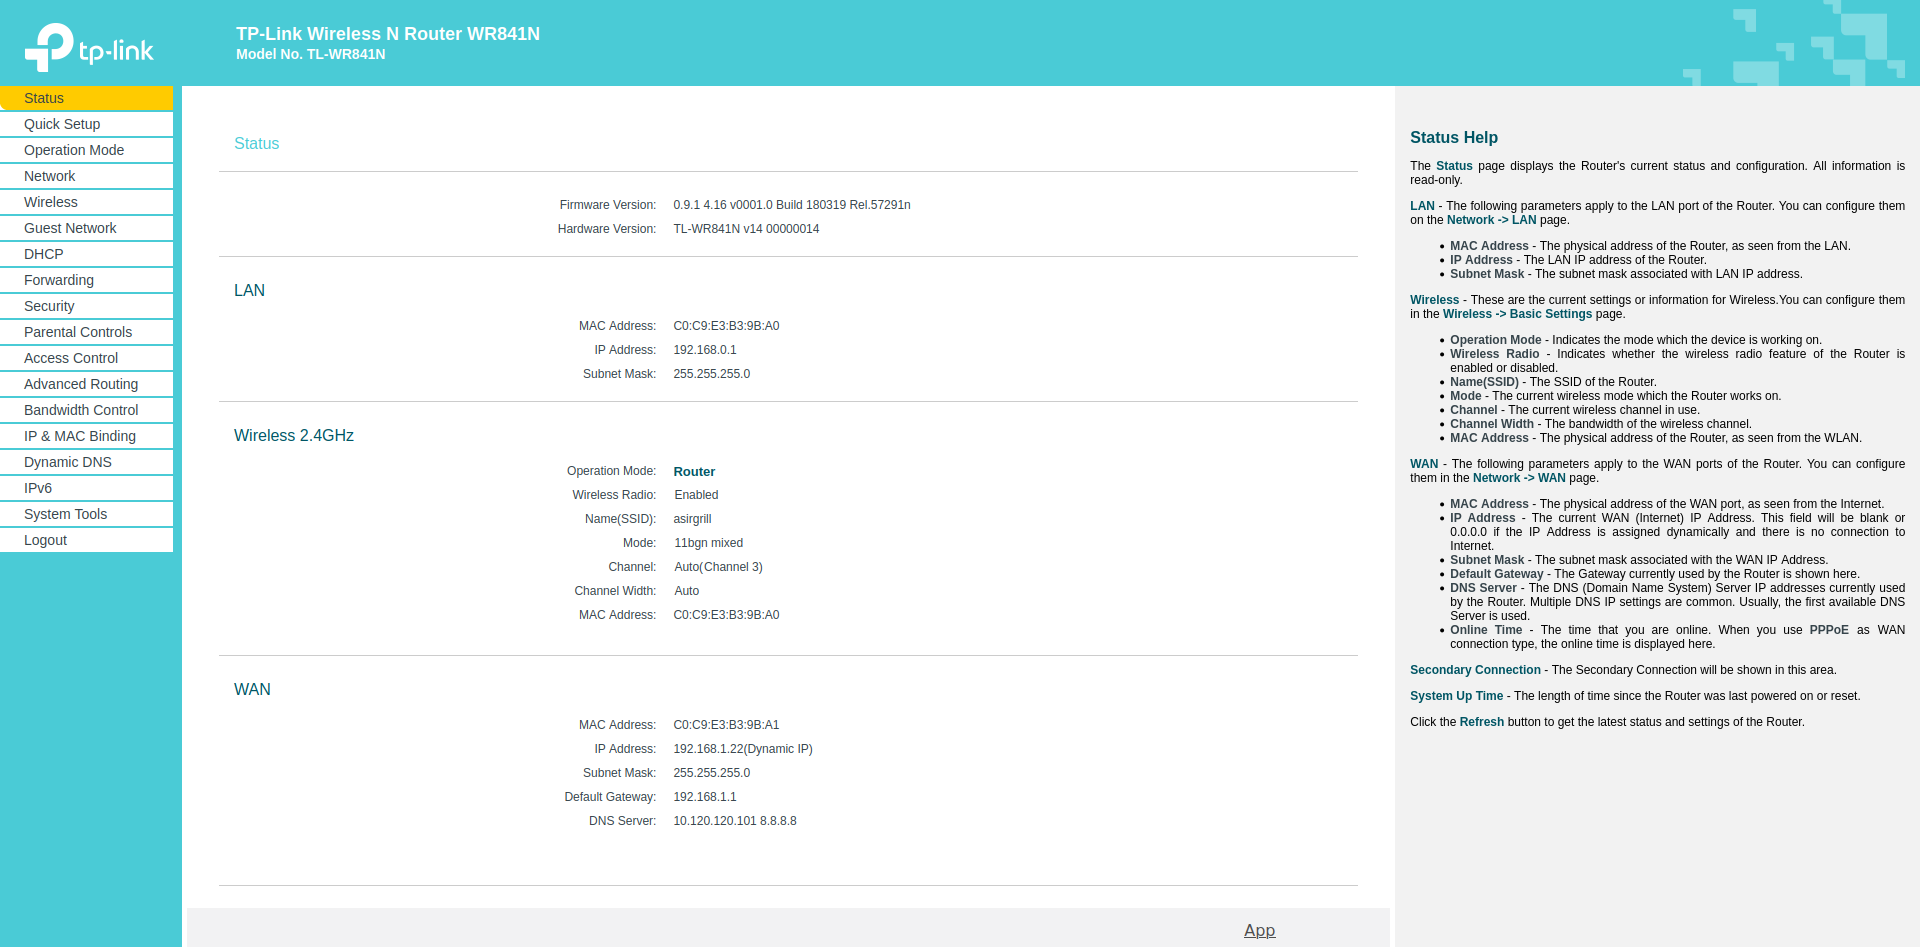 tp-link
TP-Link Wireless N Router WR841N
Model No. TL-WR841N
Status
Quick Setup
Operation Mode
Network
Wireless
Guest Network
DHCP
Forwarding
Security
Parental Controls
Access Control
Advanced Routing
Bandwidth Control
IP & MAC Binding
Dynamic DNS
IPv6
System Tools
Logout
Status
Firmware Version: 0.9.1 4.16 v0001.0 Build 180319 Rel.57291n
Hardware Version: TL-WR841N v14 00000014
LAN
MAC Address: C0:C9:E3:B3:9B:A0
IP Address: 192.168.0.1
Subnet Mask: 255.255.255.0
Wireless 2.4GHz
Operation Mode: Router
Wireless Radio: Enabled
Name(SSID): asirgrill
Mode: 11bgn mixed
Channel: Auto(Channel 3)
Channel Width: Auto
MAC Address: C0:C9:E3:B3:9B:A0
WAN
MAC Address: C0:C9:E3:B3:9B:A1
IP Address: 192.168.1.22(Dynamic IP)
Subnet Mask: 255.255.255.0
Default Gateway: 192.168.1.1
DNS Server: 10.120.120.101 8.8.8.8
App
Status Help
The Status page displays the Router's current status and configuration. All information is
read-only.
LAN - The following parameters apply to the LAN port of the Router. You can configure them
on the Network -> LAN page.
• MAC Address - The physical address of the Router, as seen from the LAN.
• IP Address - The LAN IP address of the Router.
• Subnet Mask - The subnet mask associated with LAN IP address.
Wireless - These are the current settings or information for Wireless.You can configure them
in the Wireless -> Basic Settings page.
• Operation Mode - Indicates the mode which the device is working on.
• Wireless Radio - Indicates whether the wireless radio feature of the Router is
enabled or disabled.
• Name(SSID) - The SSID of the Router.
• Mode - The current wireless mode which the Router works on.
• Channel - The current wireless channel in use.
• Channel Width - The bandwidth of the wireless channel.
• MAC Address - The physical address of the Router, as seen from the WLAN.
WAN - The following parameters apply to the WAN ports of the Router. You can configure
them in the Network -> WAN page.
• MAC Address - The physical address of the WAN port, as seen from the Internet.
• IP Address - The current WAN (Internet) IP Address. This field will be blank or
0.0.0.0 if the IP Address is assigned dynamically and there is no connection to
Internet.
• Subnet Mask - The subnet mask associated with the WAN IP Address.
• Default Gateway - The Gateway currently used by the Router is shown here.
• DNS Server - The DNS (Domain Name System) Server IP addresses currently used
by the Router. Multiple DNS IP settings are common. Usually, the first available DNS
Server is used.
• Online Time - The time that you are online. When you use PPPoE as WAN
connection type, the online time is displayed here.
Secondary Connection - The Secondary Connection will be shown in this area.
System Up Time - The length of time since the Router was last powered on or reset.
Click the Refresh button to get the latest status and settings of the Router.